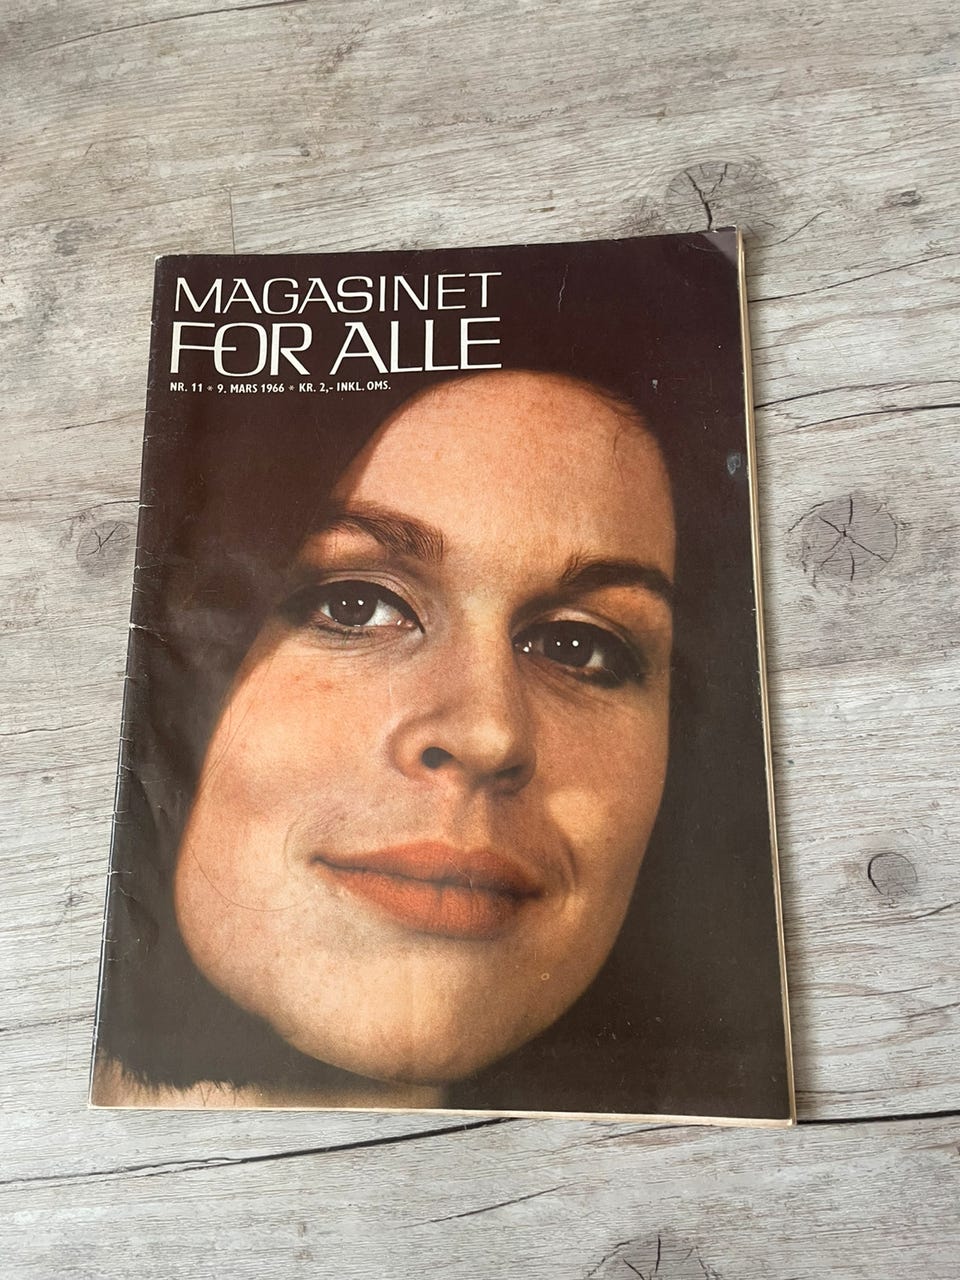 MAGASINET
FOR ALLE
NR. 11 * 9. MARS 1966 * KR. 2,- INKL. OMS.